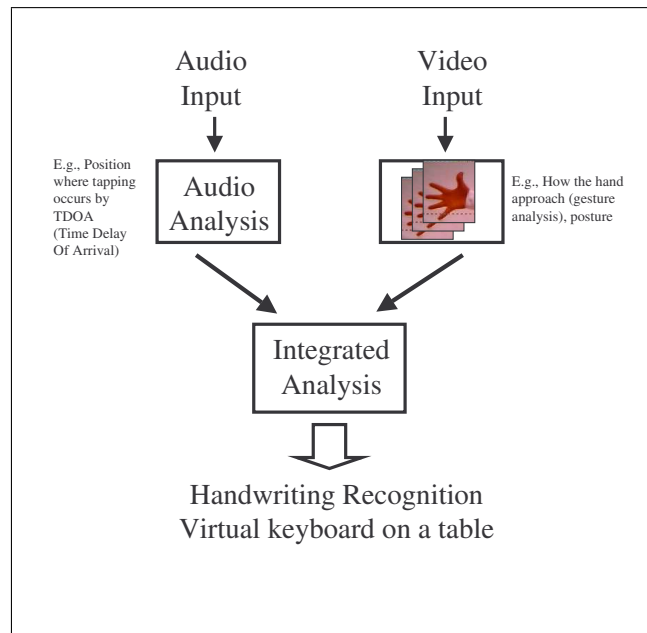 Audio
Input
Video
Input
E.g., Position
where tapping
occurs by
TDOA
(Time Delay
Of Arrival)
Audio
Analysis
E.g., How the hand
approach (gesture
analysis), posture
Integrated
Analysis
Handwriting Recognition
Virtual keyboard on a table